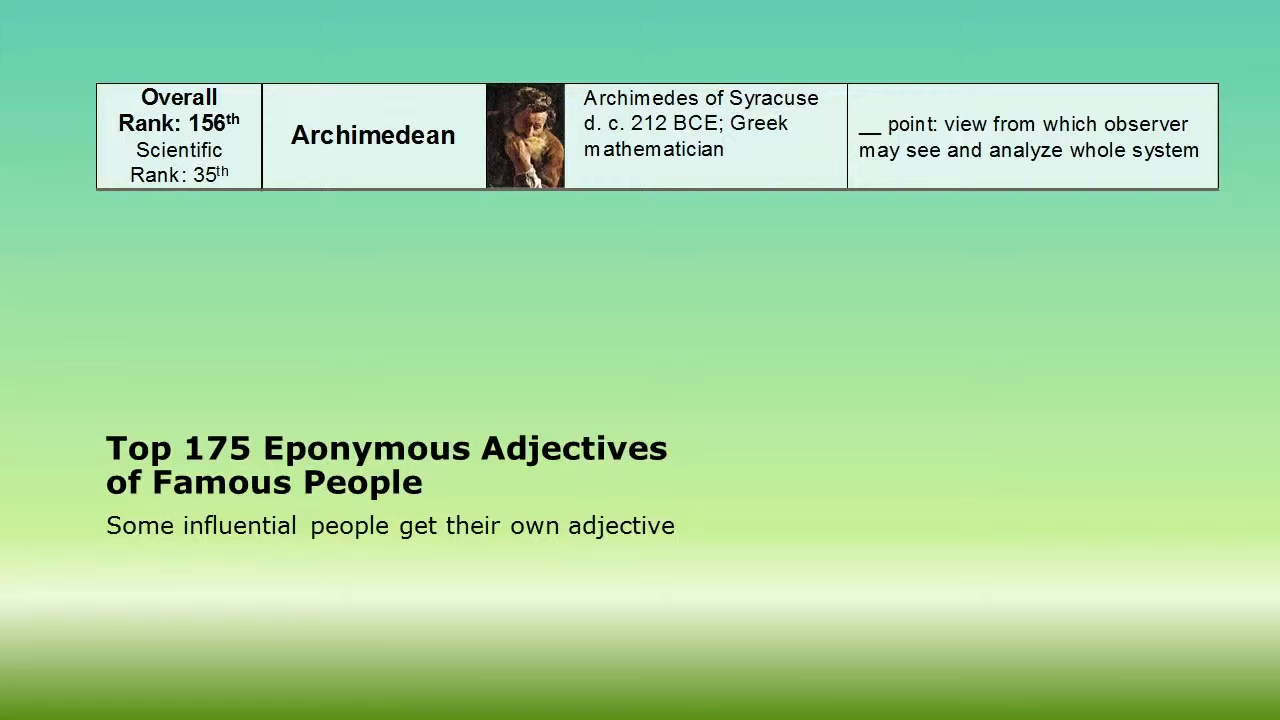 Overall
Rank: 156th
Scientific
Rank: 35th
Archimedean
Archimedes of Syracuse
d. c. 212 BCE; Greek
mathematician
__ point: view from which observer
may see and analyze whole system
Top 175 Eponymous Adjectives
of Famous People
Some influential people get their own adjective